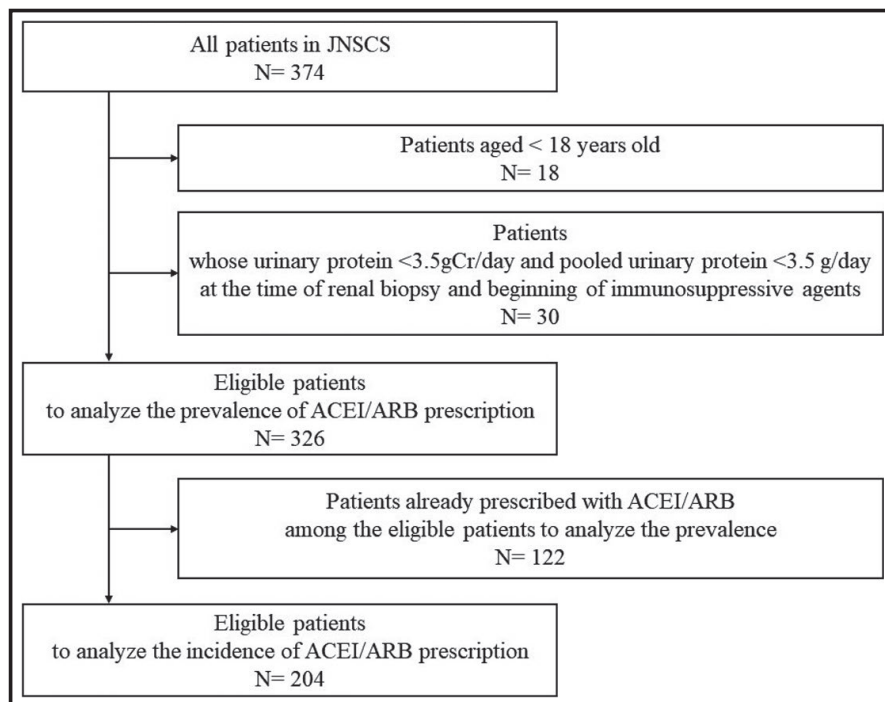 All patients in JNSCS
N= 374
Patients aged < 18 years old
N= 18
Patients
whose urinary protein <3.5gCr/day and pooled urinary protein <3.5 g/day
at the time of renal biopsy and beginning of immunosuppressive agents
N= 30
Eligible patients
to analyze the prevalence of ACEI/ARB prescription
N= 326
Patients already prescribed with ACEI/ARB
among the eligible patients to analyze the prevalence
N= 122
Eligible patients
to analyze the incidence of ACEI/ARB prescription
N= 204